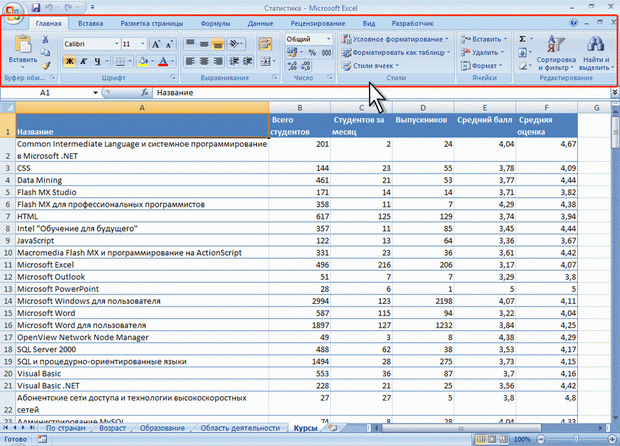 Статистика - Microsoft Excel
Главная Вставка Разметка страницы Формулы Данные Рецензирование Вид Разработчик
Calibri 11 Общий Условное форматирование Вставить Σ
Вставить Форматировать как таблицу Удалить Сортировка Найти и
Ж К Ч % 000 Стили ячеек Формат и фильтр выделить
Буфер обм... Шрифт Выравнивание Число Стили Ячейки Редактирование
A1 fx Название
A B C D E F G
1 Название Всего студентов Студентов за месяц Выпускников Средний балл Средняя оценка
2 Common Intermediate Language и системное программирование в Microsoft .NET 201 2 24 4,04 4,67
3 CSS 144 23 55 3,78 4,09
4 Data Mining 461 21 53 3,77 4,44
5 Flash MX Studio 171 14 14 3,71 3,82
6 Flash MX для профессиональных программистов 358 11 7 4,29 4,38
7 HTML 617 125 129 3,74 3,94
8 Intel "Обучение для будущего" 357 11 85 3,45 4,44
9 JavaScript 122 13 64 3,36 3,67
10 Macromedia Flash MX и программирование на ActionScript 331 23 36 3,61 4,42
11 Microsoft Excel 496 216 206 3,17 4,07
12 Microsoft Outlook 51 7 7 3,29 3,8
13 Microsoft PowerPoint 28 6 1 5 5
14 Microsoft Windows для пользователя 2994 123 2198 4,07 4,11
15 Microsoft Word 587 115 94 3,22 4,04
16 Microsoft Word для пользователя 1897 127 1232 3,84 4,25
17 OpenView Network Node Manager 49 3 8 4,38 4,29
18 SQL Server 2000 488 62 38 3,53 4,17
19 SQL и процедурно-ориентированные языки 1494 28 275 3,73 4,15
20 Visual Basic 553 36 87 3,7 4,16
21 Visual Basic .NET 228 21 25 3,56 4,42
22 Абонентские сети доступа и технологии высокоскоростных сетей 27 27 5 3,8 4,8
23 Администрирование MySQL 74 8 28 4,04 4,33
По странам Возраст Образование Область деятельности Курсы
Готово 100%